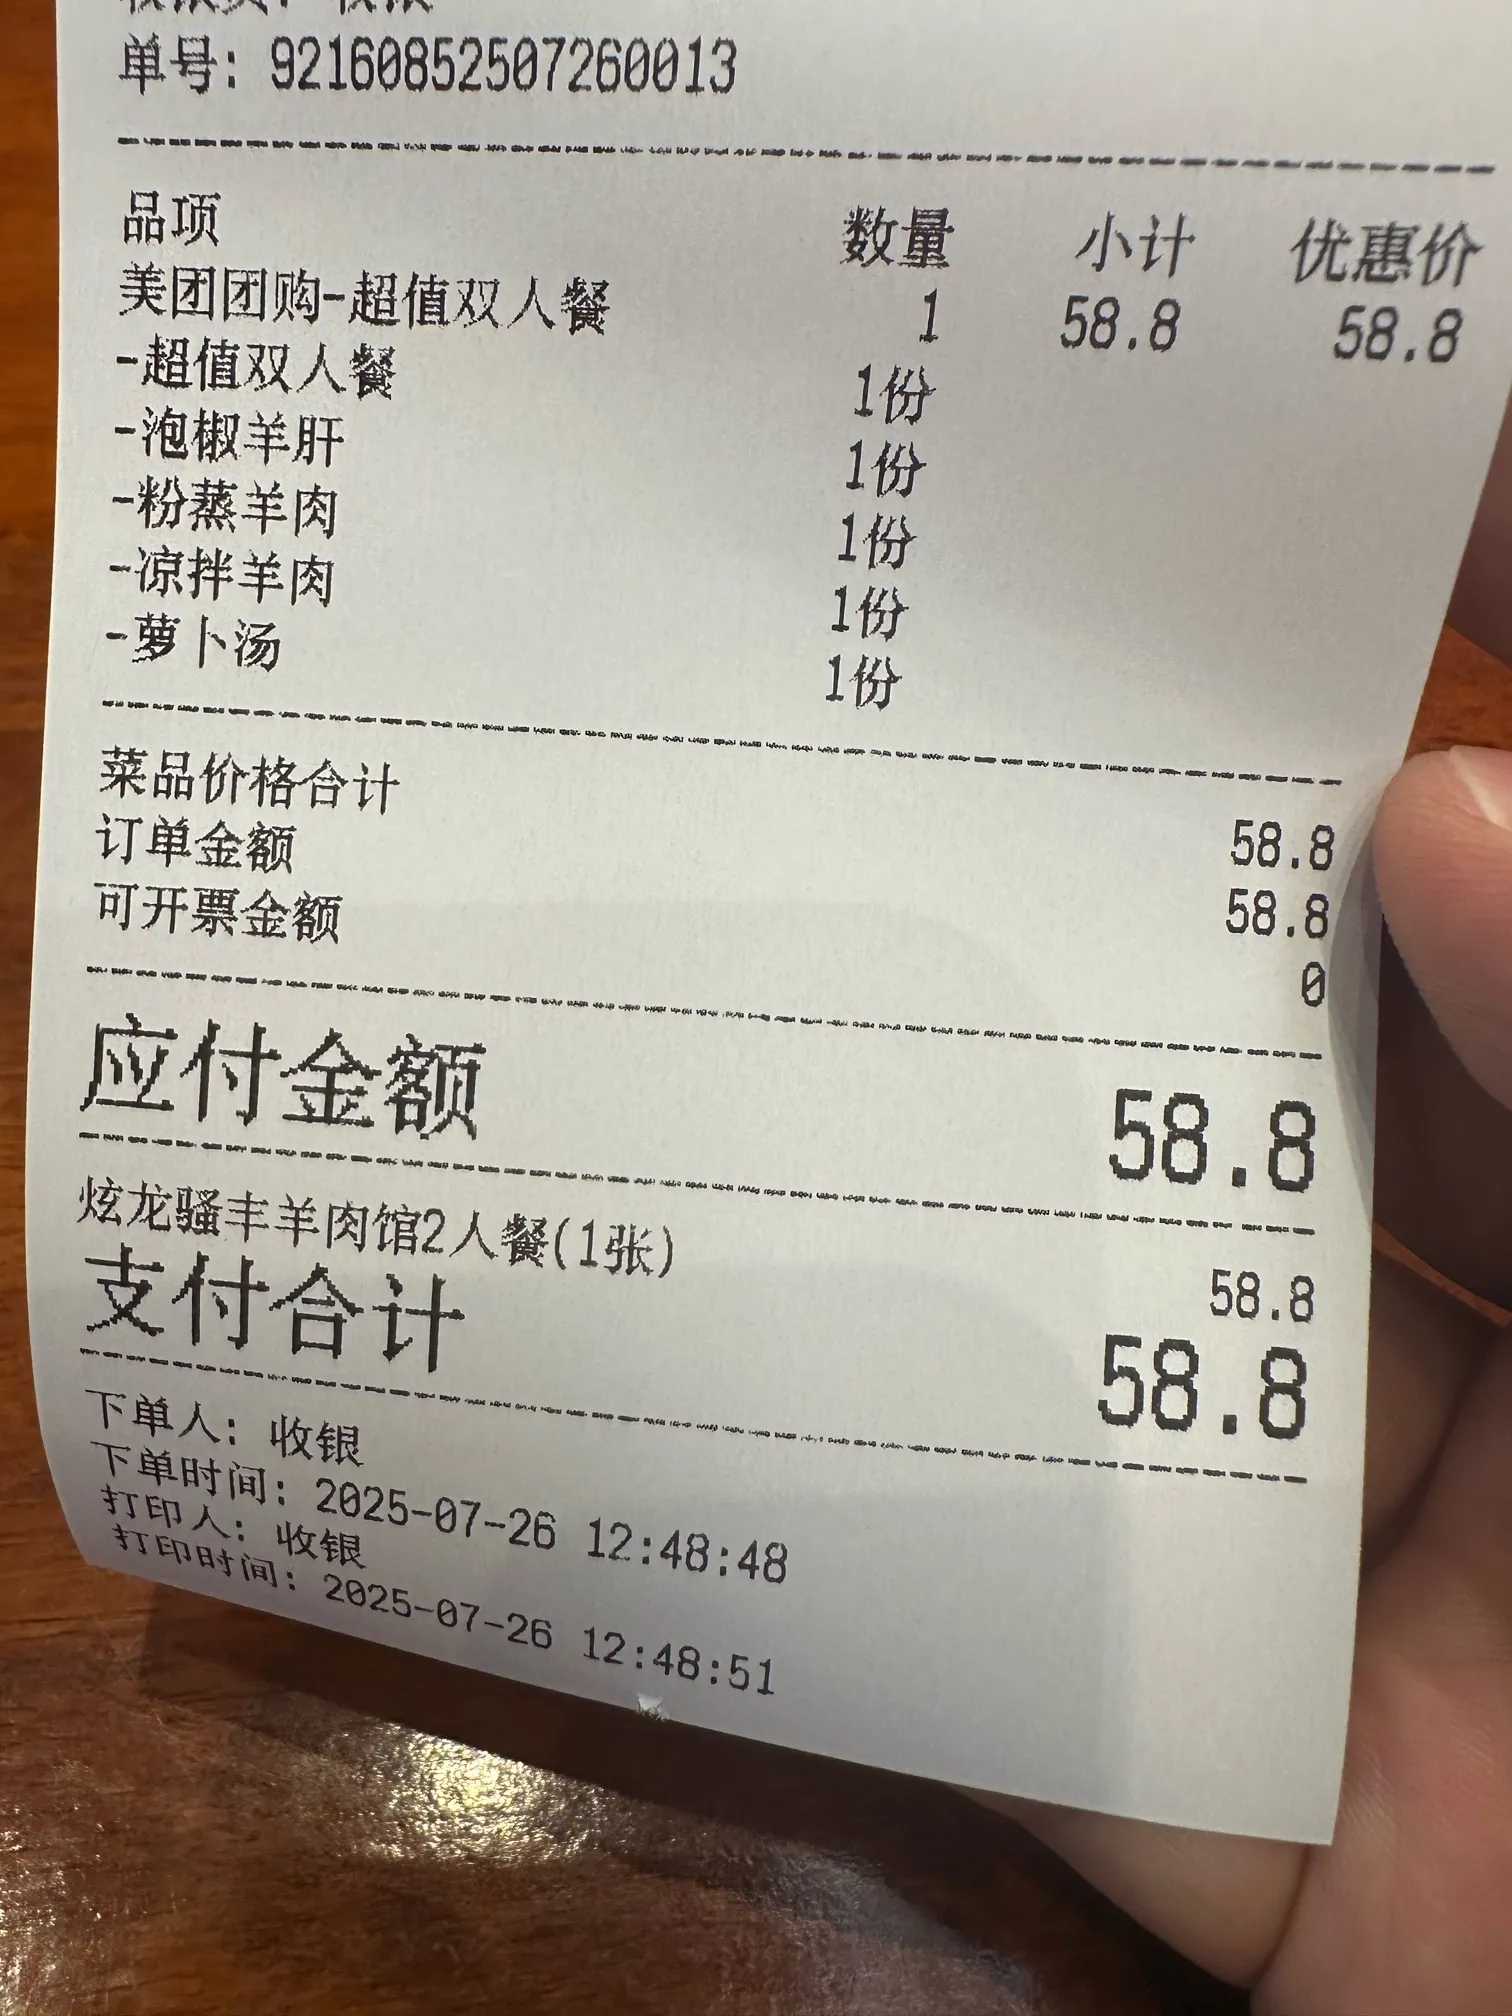 单号: 92160852507260013
品项 数量 小计 优惠价
美团团购-超值双人餐 1 58.8 58.8
-超值双人餐 1份
-泡椒羊肝 1份
-粉蒸羊肉 1份
-凉拌羊肉 1份
-萝卜汤 1份
菜品价格合计 58.8
订单金额 58.8
可开票金额 0
应付金额 58.8
炫龙骚丰羊肉馆2人餐(1张) 58.8
支付合计 58.8
下单人: 收银
下单时间: 2025-07-26 12:48:48
打印人: 收银
打印时间: 2025-07-26 12:48:51